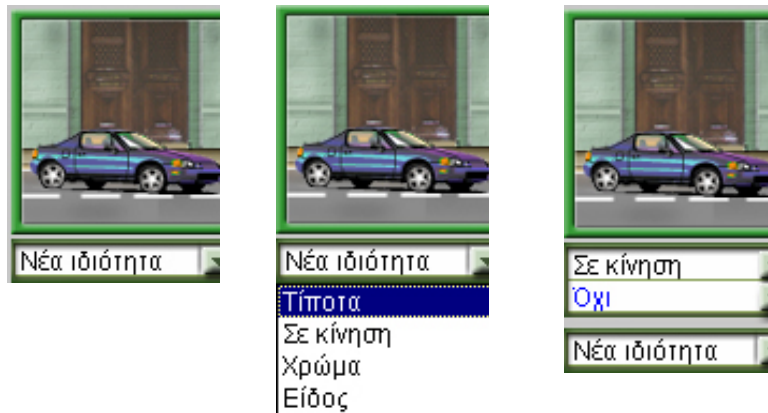 Νέα ιδιότητα
Νέα ιδιότητα
Τίποτα
Σε κίνηση
Χρώμα
Είδος
Σε κίνηση
Όχι
Νέα ιδιότητα